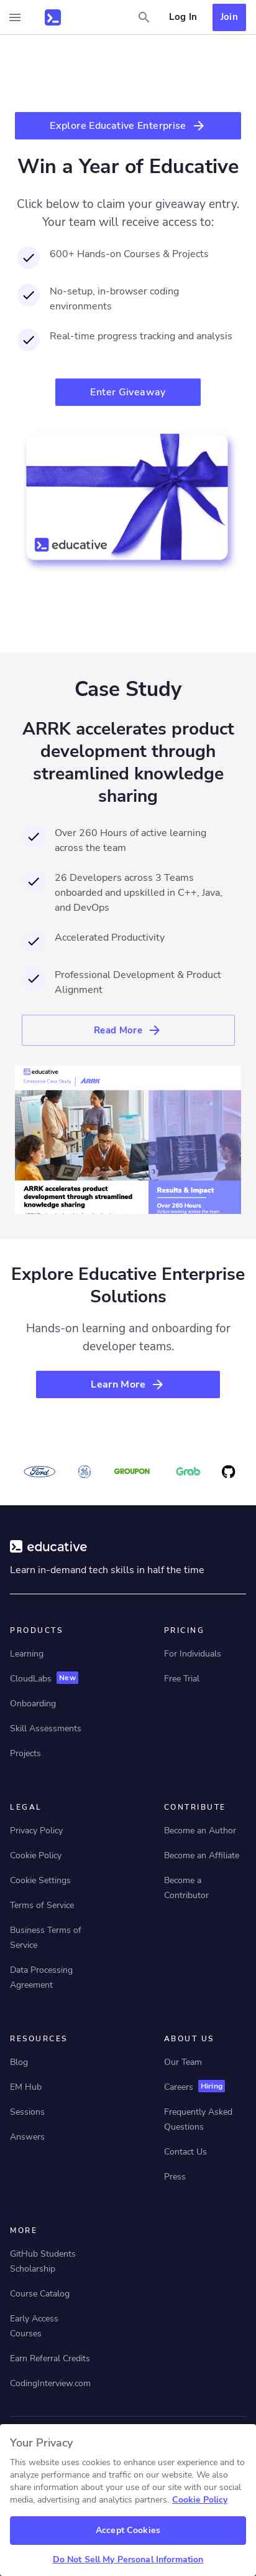 Log In
Join
Explore Educative Enterprise
Win a Year of Educative
Click below to claim your giveaway entry.
Your team will receive access to:
600+ Hands-on Courses & Projects
No-setup, in-browser coding
environments
Real-time progress tracking and analysis
Enter Giveaway
educative
Case Study
ARRK accelerates product
development through
streamlined knowledge
sharing
Over 260 Hours of active learning
across the team
26 Developers across 3 Teams
onboarded and upskilled in C++, Java,
and DevOps
Accelerated Productivity
Professional Development & Product
Alignment
Read More
educative
Enterprise Case Study | ARRK
ARRK accelerates product
development through streamlined
knowledge sharing
Results & Impact
Over 260 Hours
Explore Educative Enterprise
Solutions
Hands-on learning and onboarding for
developer teams.
Learn More
Ford
GROUPON
Grab
educative
Learn in-demand tech skills in half the time
PRODUCTS
Learning
CloudLabs New
Onboarding
Skill Assessments
Projects
PRICING
For Individuals
Free Trial
LEGAL
Privacy Policy
Cookie Policy
Cookie Settings
Terms of Service
Business Terms of
Service
Data Processing
Agreement
CONTRIBUTE
Become an Author
Become an Affiliate
Become a
Contributor
RESOURCES
Blog
EM Hub
Sessions
Answers
ABOUT US
Our Team
Careers Hiring
Frequently Asked
Questions
Contact Us
Press
MORE
GitHub Students
Scholarship
Course Catalog
Early Access
Courses
Earn Referral Credits
CodingInterview.com
Your Privacy
This website uses cookies to enhance user experience and to
analyze performance and traffic on our website. We also
share information about your use of our site with our social
media, advertising and analytics partners. Cookie Policy
Accept Cookies
Do Not Sell My Personal Information